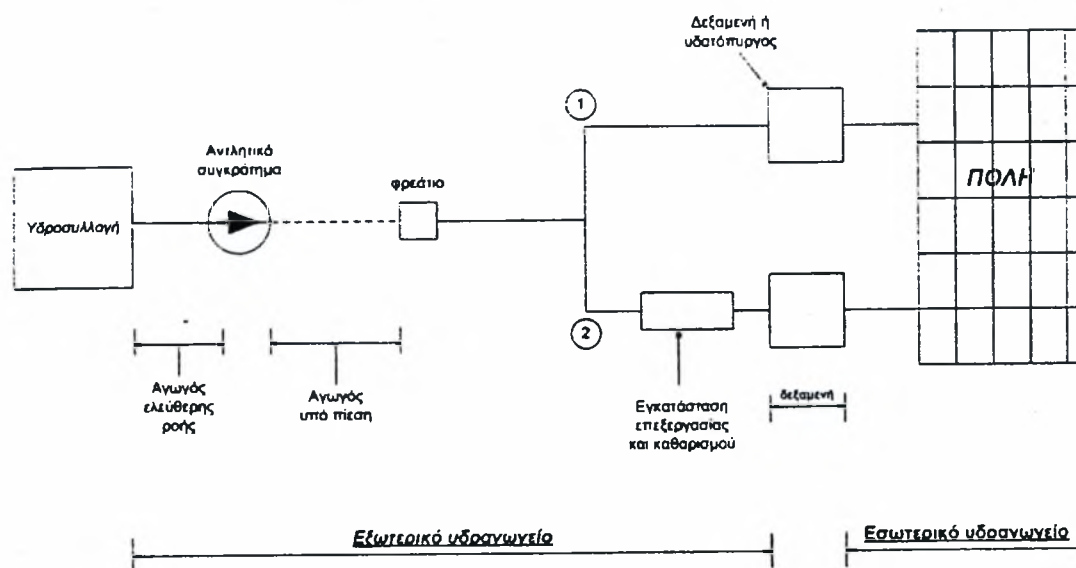 Δεξαμενή ή
υδατόπυργος
1
Αντλητικό
συγκρότημα
φρεάτιο
ΠΟΛΗ
Υδροσυλλογή
2
Αγωγός
ελεύθερης
ροής
Αγωγός
υπό πίεση
Εγκατάσταση
επεξεργασίας
και καθαρισμού
δεξαμενή
Εξωτερικό υδραγωγείο
Εσωτερικό υδραγωγείο